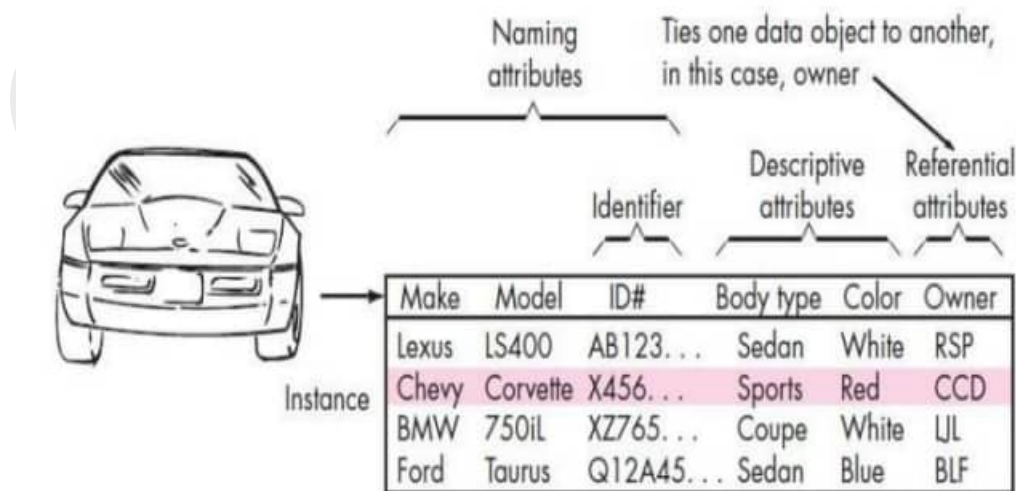 Naming
attributes
Ties one data object to another,
in this case, owner
Identifier
Descriptive
attributes
Referential
attributes
Make Model ID# Body type Color Owner
Lexus LS400 AB123... Sedan White RSP
Instance
Chevy Corvette X456... Sports Red CCD
BMW 750iL XZ765... Coupe White LJL
Ford Taurus Q12A45... Sedan Blue BLF